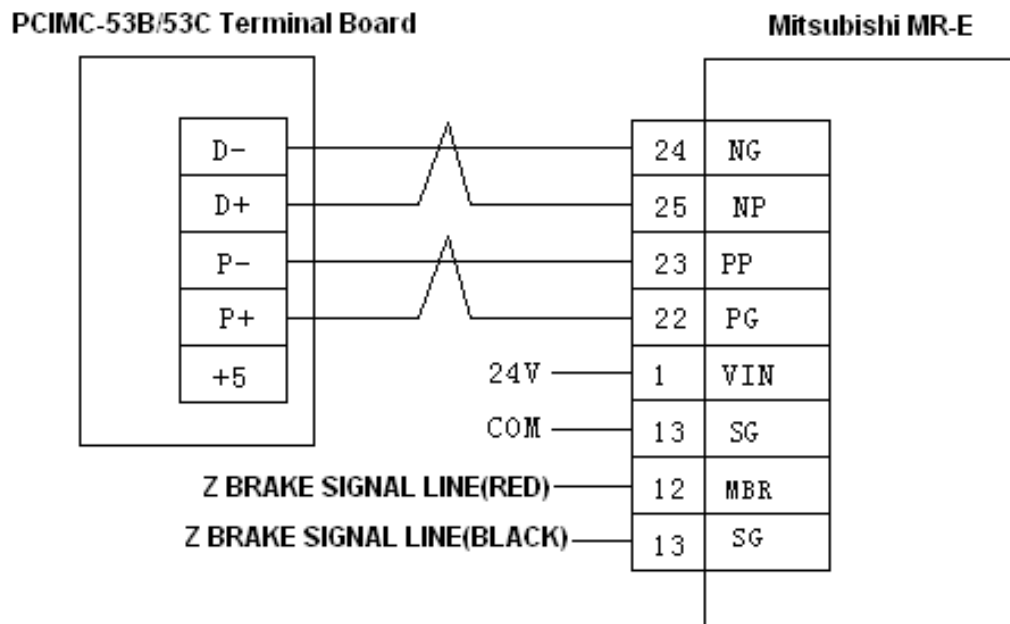 PCIMC-53B/53C Terminal Board
Mitsubishi MR-E
D- 24 NG
D+ 25 NP
P- 23 PP
P+ 22 PG
+5 24V 1 VIN
COM 13 SG
Z BRAKE SIGNAL LINE(RED) 12 MBR
Z BRAKE SIGNAL LINE(BLACK) 13 SG